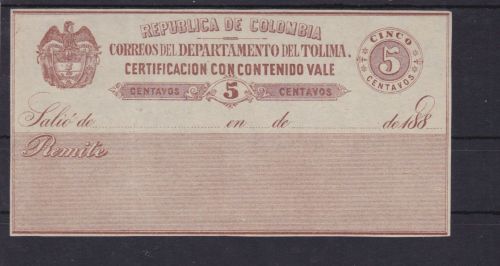 REPUBLICA DE COLOMBIA
CORREOS DEL DEPARTAMENTO DEL TOLIMA.
CERTIFICACION CON CONTENIDO VALE
CENTAVOS 5 CENTAVOS
CINCO
5
CENTAVOS
Salió de en de de 188
Remite